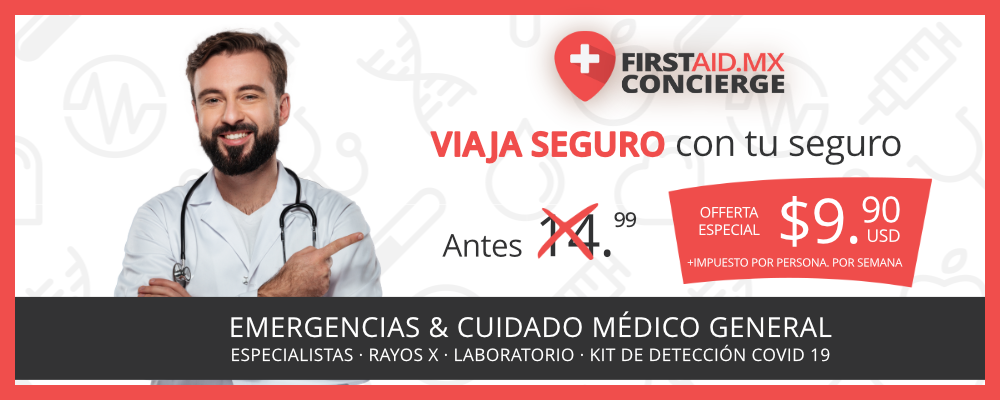 FIRSTAID.MX
CONCIERGE
VIAJA SEGURO con tu seguro
Antes 14.99
OFFERTA
ESPECIAL
$9.90
USD
+IMPUESTO POR PERSONA. POR SEMANA
EMERGENCIAS & CUIDADO MÉDICO GENERAL
ESPECIALISTAS · RAYOS X · LABORATORIO · KIT DE DETECCIÓN COVID 19